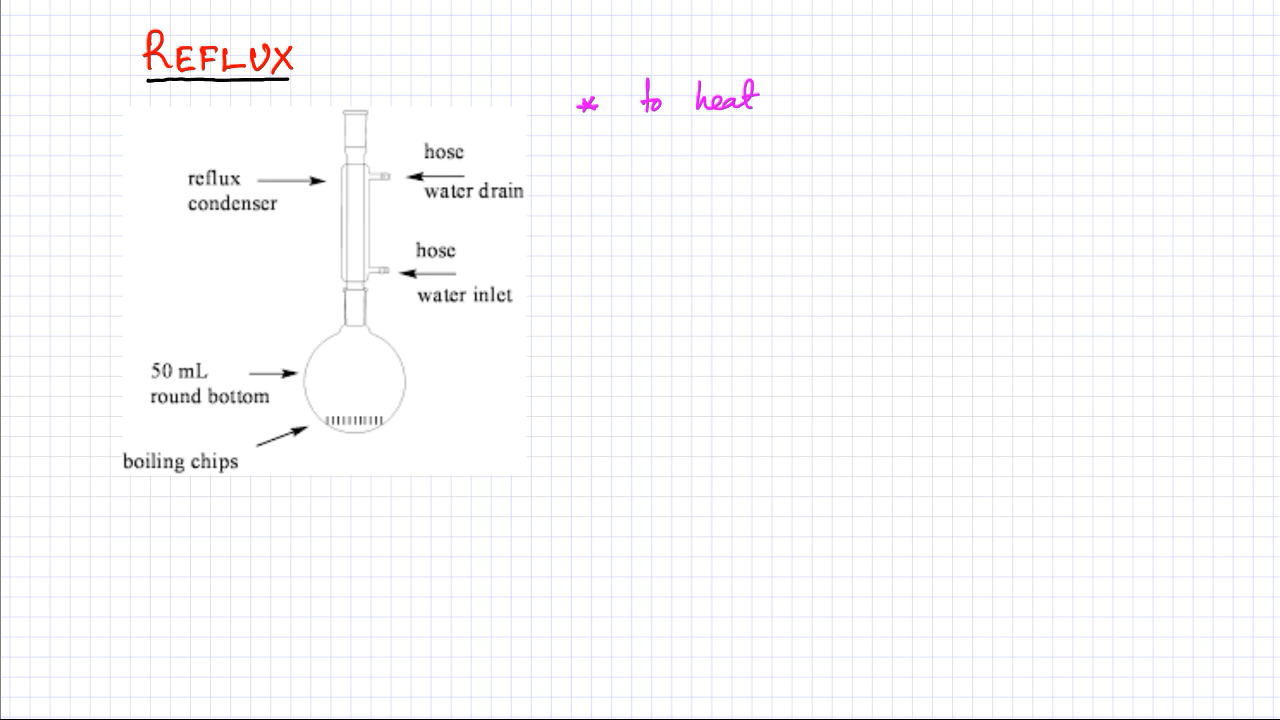 REFLUX
* to heat
hose
reflux
condenser
water drain
hose
water inlet
50 mL
round bottom
boiling chips